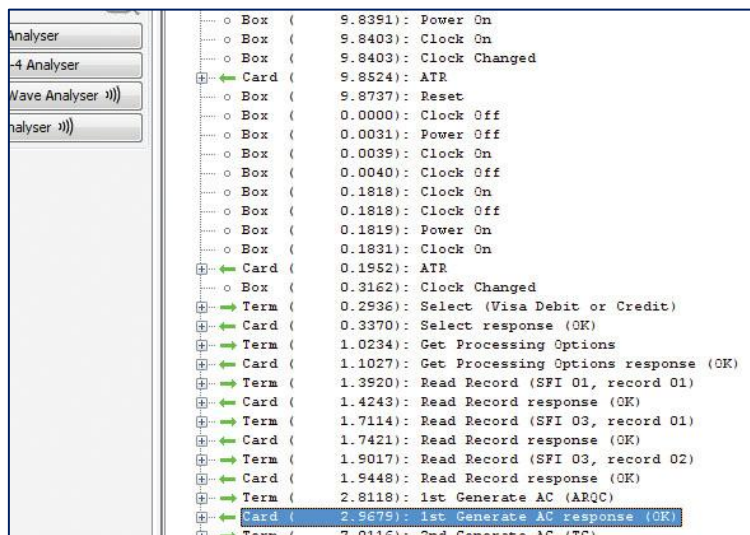 Analyser
-4 Analyser
Wave Analyser
nalyser
Box ( 9.8391): Power On
Box ( 9.8403): Clock On
Box ( 9.8403): Clock Changed
Card ( 9.8524): ATR
Box ( 9.8737): Reset
Box ( 0.0000): Clock Off
Box ( 0.0031): Power Off
Box ( 0.0039): Clock On
Box ( 0.0040): Clock Off
Box ( 0.1818): Clock On
Box ( 0.1818): Clock Off
Box ( 0.1819): Power On
Box ( 0.1831): Clock On
Card ( 0.1952): ATR
Box ( 0.3162): Clock Changed
Term ( 0.2936): Select (Visa Debit or Credit)
Card ( 0.3370): Select response (OK)
Term ( 1.0234): Get Processing Options
Card ( 1.1027): Get Processing Options response (OK)
Term ( 1.3920): Read Record (SFI 01, record 01)
Card ( 1.4243): Read Record response (OK)
Term ( 1.7114): Read Record (SFI 03, record 01)
Card ( 1.7421): Read Record response (OK)
Term ( 1.9017): Read Record (SFI 03, record 02)
Card ( 1.9448): Read Record response (OK)
Term ( 2.8118): 1st Generate AC (ARQC)
Card ( 2.9679): 1st Generate AC response (OK)